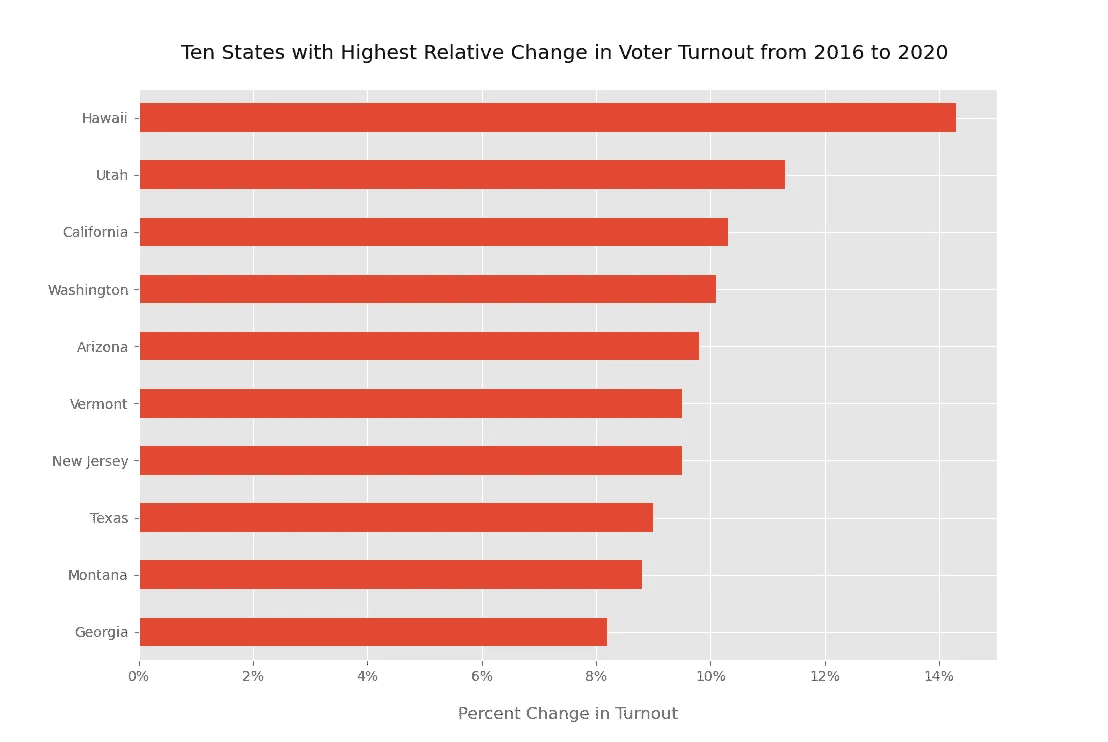 Ten States with Highest Relative Change in Voter Turnout from 2016 to 2020
Hawaii
Utah
California
Washington
Arizona
Vermont
New Jersey
Texas
Montana
Georgia
0% 2% 4% 6% 8% 10% 12% 14%
Percent Change in Turnout